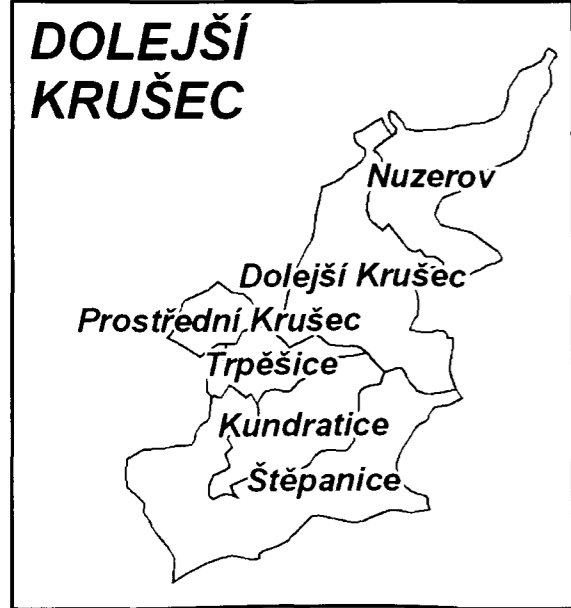 DOLEJŠÍ
KRUŠEC
Nuzerov
Dolejší Krušec
Prostřední Krušec
Trpěšice
Kundratice
Štěpanice